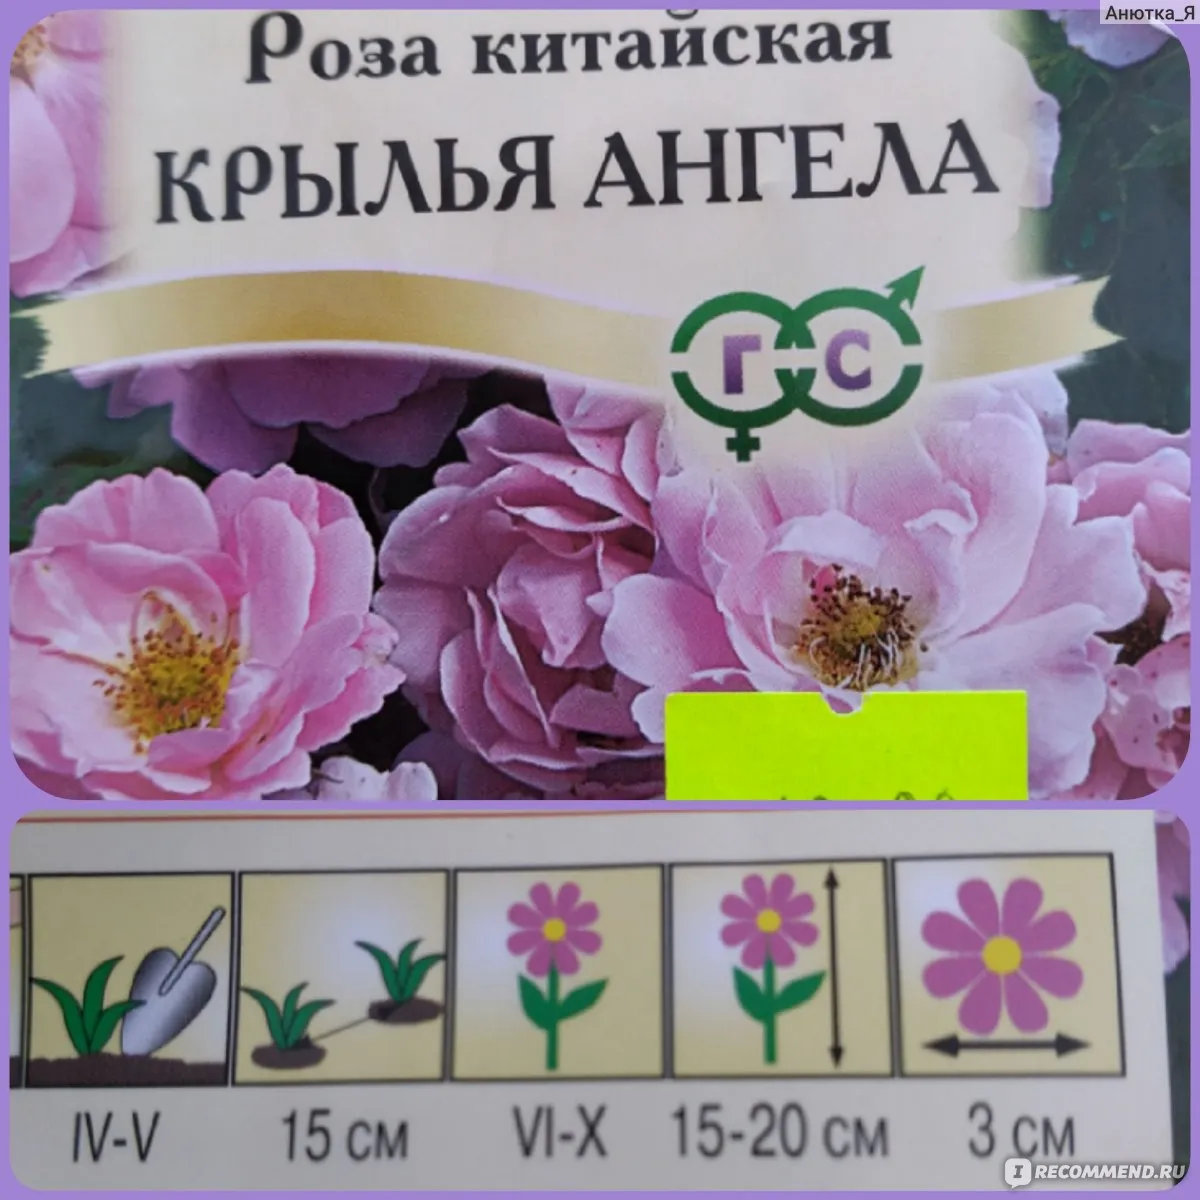 Анютка_Я
Роза китайская
КРЫЛЬЯ АНГЕЛА
Г С
IV-V 15 см VI-X 15-20 см 3 см
I RECOMMEND.RU